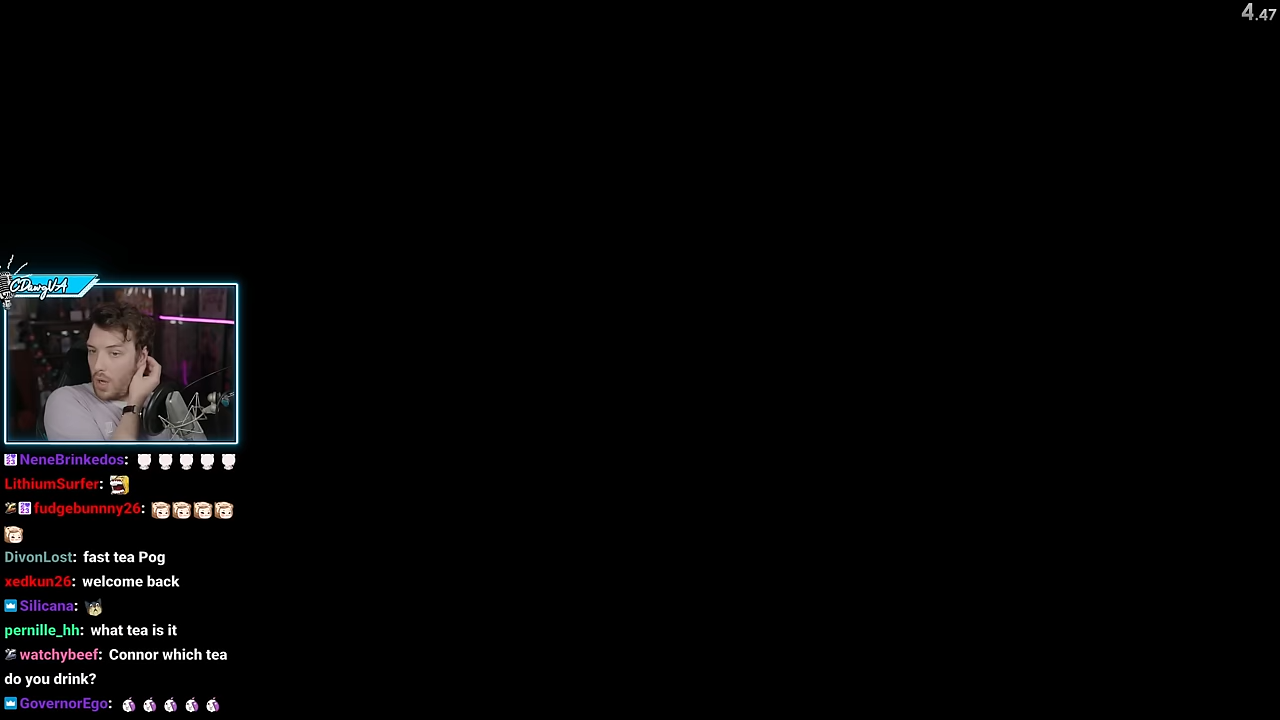 4.47
CDawgVA
NeneBrinkedos:
LithiumSurfer:
fudgebunnny26:
DivonLost: fast tea Pog
xedkun26: welcome back
Silicana:
pernille_hh: what tea is it
watchybeef: Connor which tea
do you drink?
GovernorEgo: